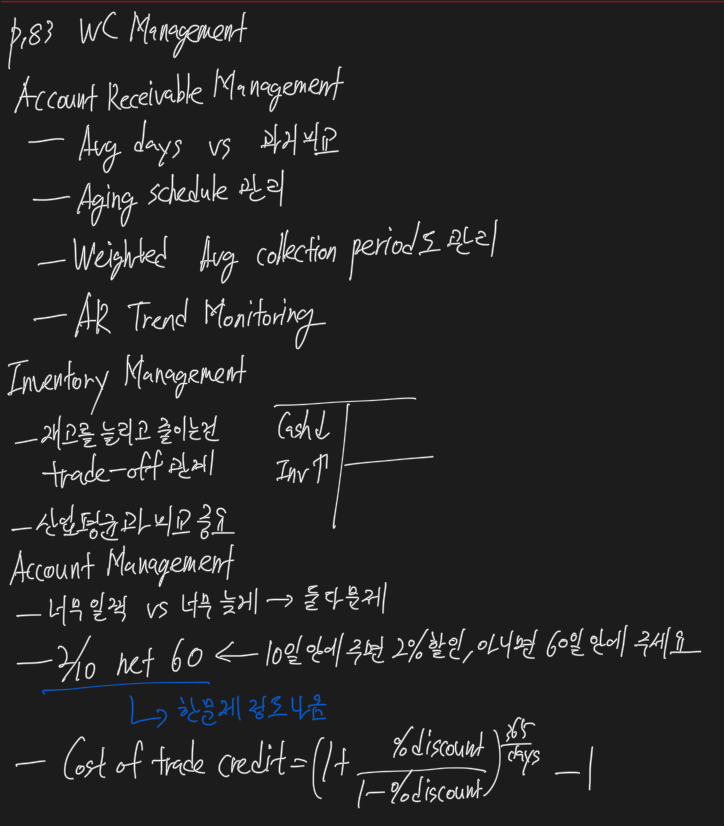 p.83 WC Management
Account Receivable Management
— Avg days vs 과거비교
— Aging schedule 관리
— Weighted Avg collection period도 관리
— AR Trend Monitoring
Inventory Management
— 재고를 늘리고 줄이는건
trade-off 관계
Cash↓
Inv↑
— 산업평균과 비교 중요
Account Management
— 너무 일찍 vs 너무 늦게 → 둘다문제
— 2/10 net 60 ← 10일 안에 주면 2% 할인, 아니면 60일 안에 주세요
↳ 한문제 정도 나옴
— Cost of trade credit = (1 + %discount / 1 - %discount)^(365/days) - 1